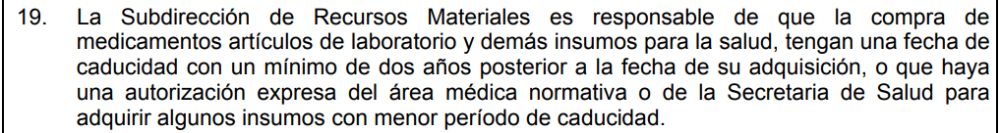 19. La Subdirección de Recursos Materiales es responsable de que la compra de
medicamentos artículos de laboratorio y demás insumos para la salud, tengan una fecha de
caducidad con un mínimo de dos años posterior a la fecha de su adquisición, o que haya
una autorización expresa del área médica normativa o de la Secretaria de Salud para
adquirir algunos insumos con menor período de caducidad.